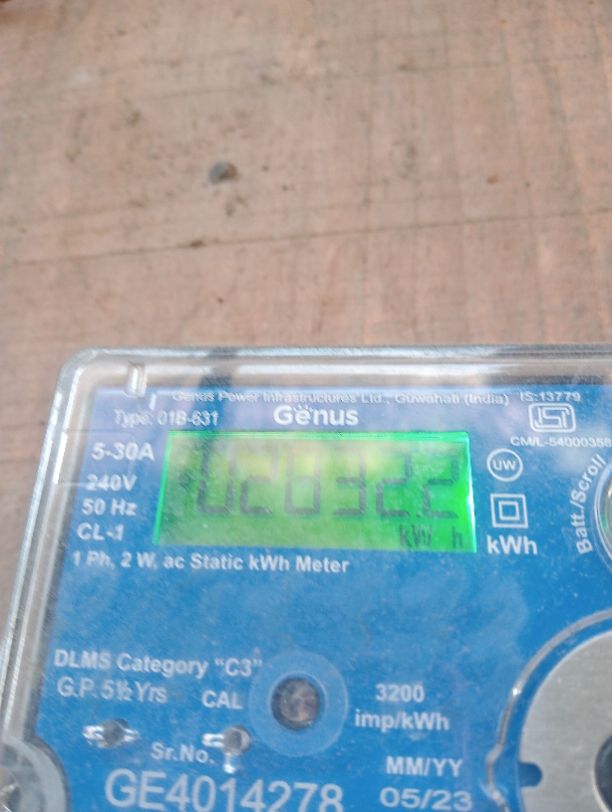 Genus Power Infrastructures Ltd., Guwahati (India) IS:13779
Type: 01B-631 Genus
CM/L-54000358
5-30A
UW
240V
50 Hz
CL-1
kWh
kWh
Batt./Scroll
1 Ph, 2 W, ac Static kWh Meter
DLMS Category "C3"
G.P. 5½ Yrs CAL
3200
imp/kWh
Sr.No.
MM/YY
GE4014278
05/23